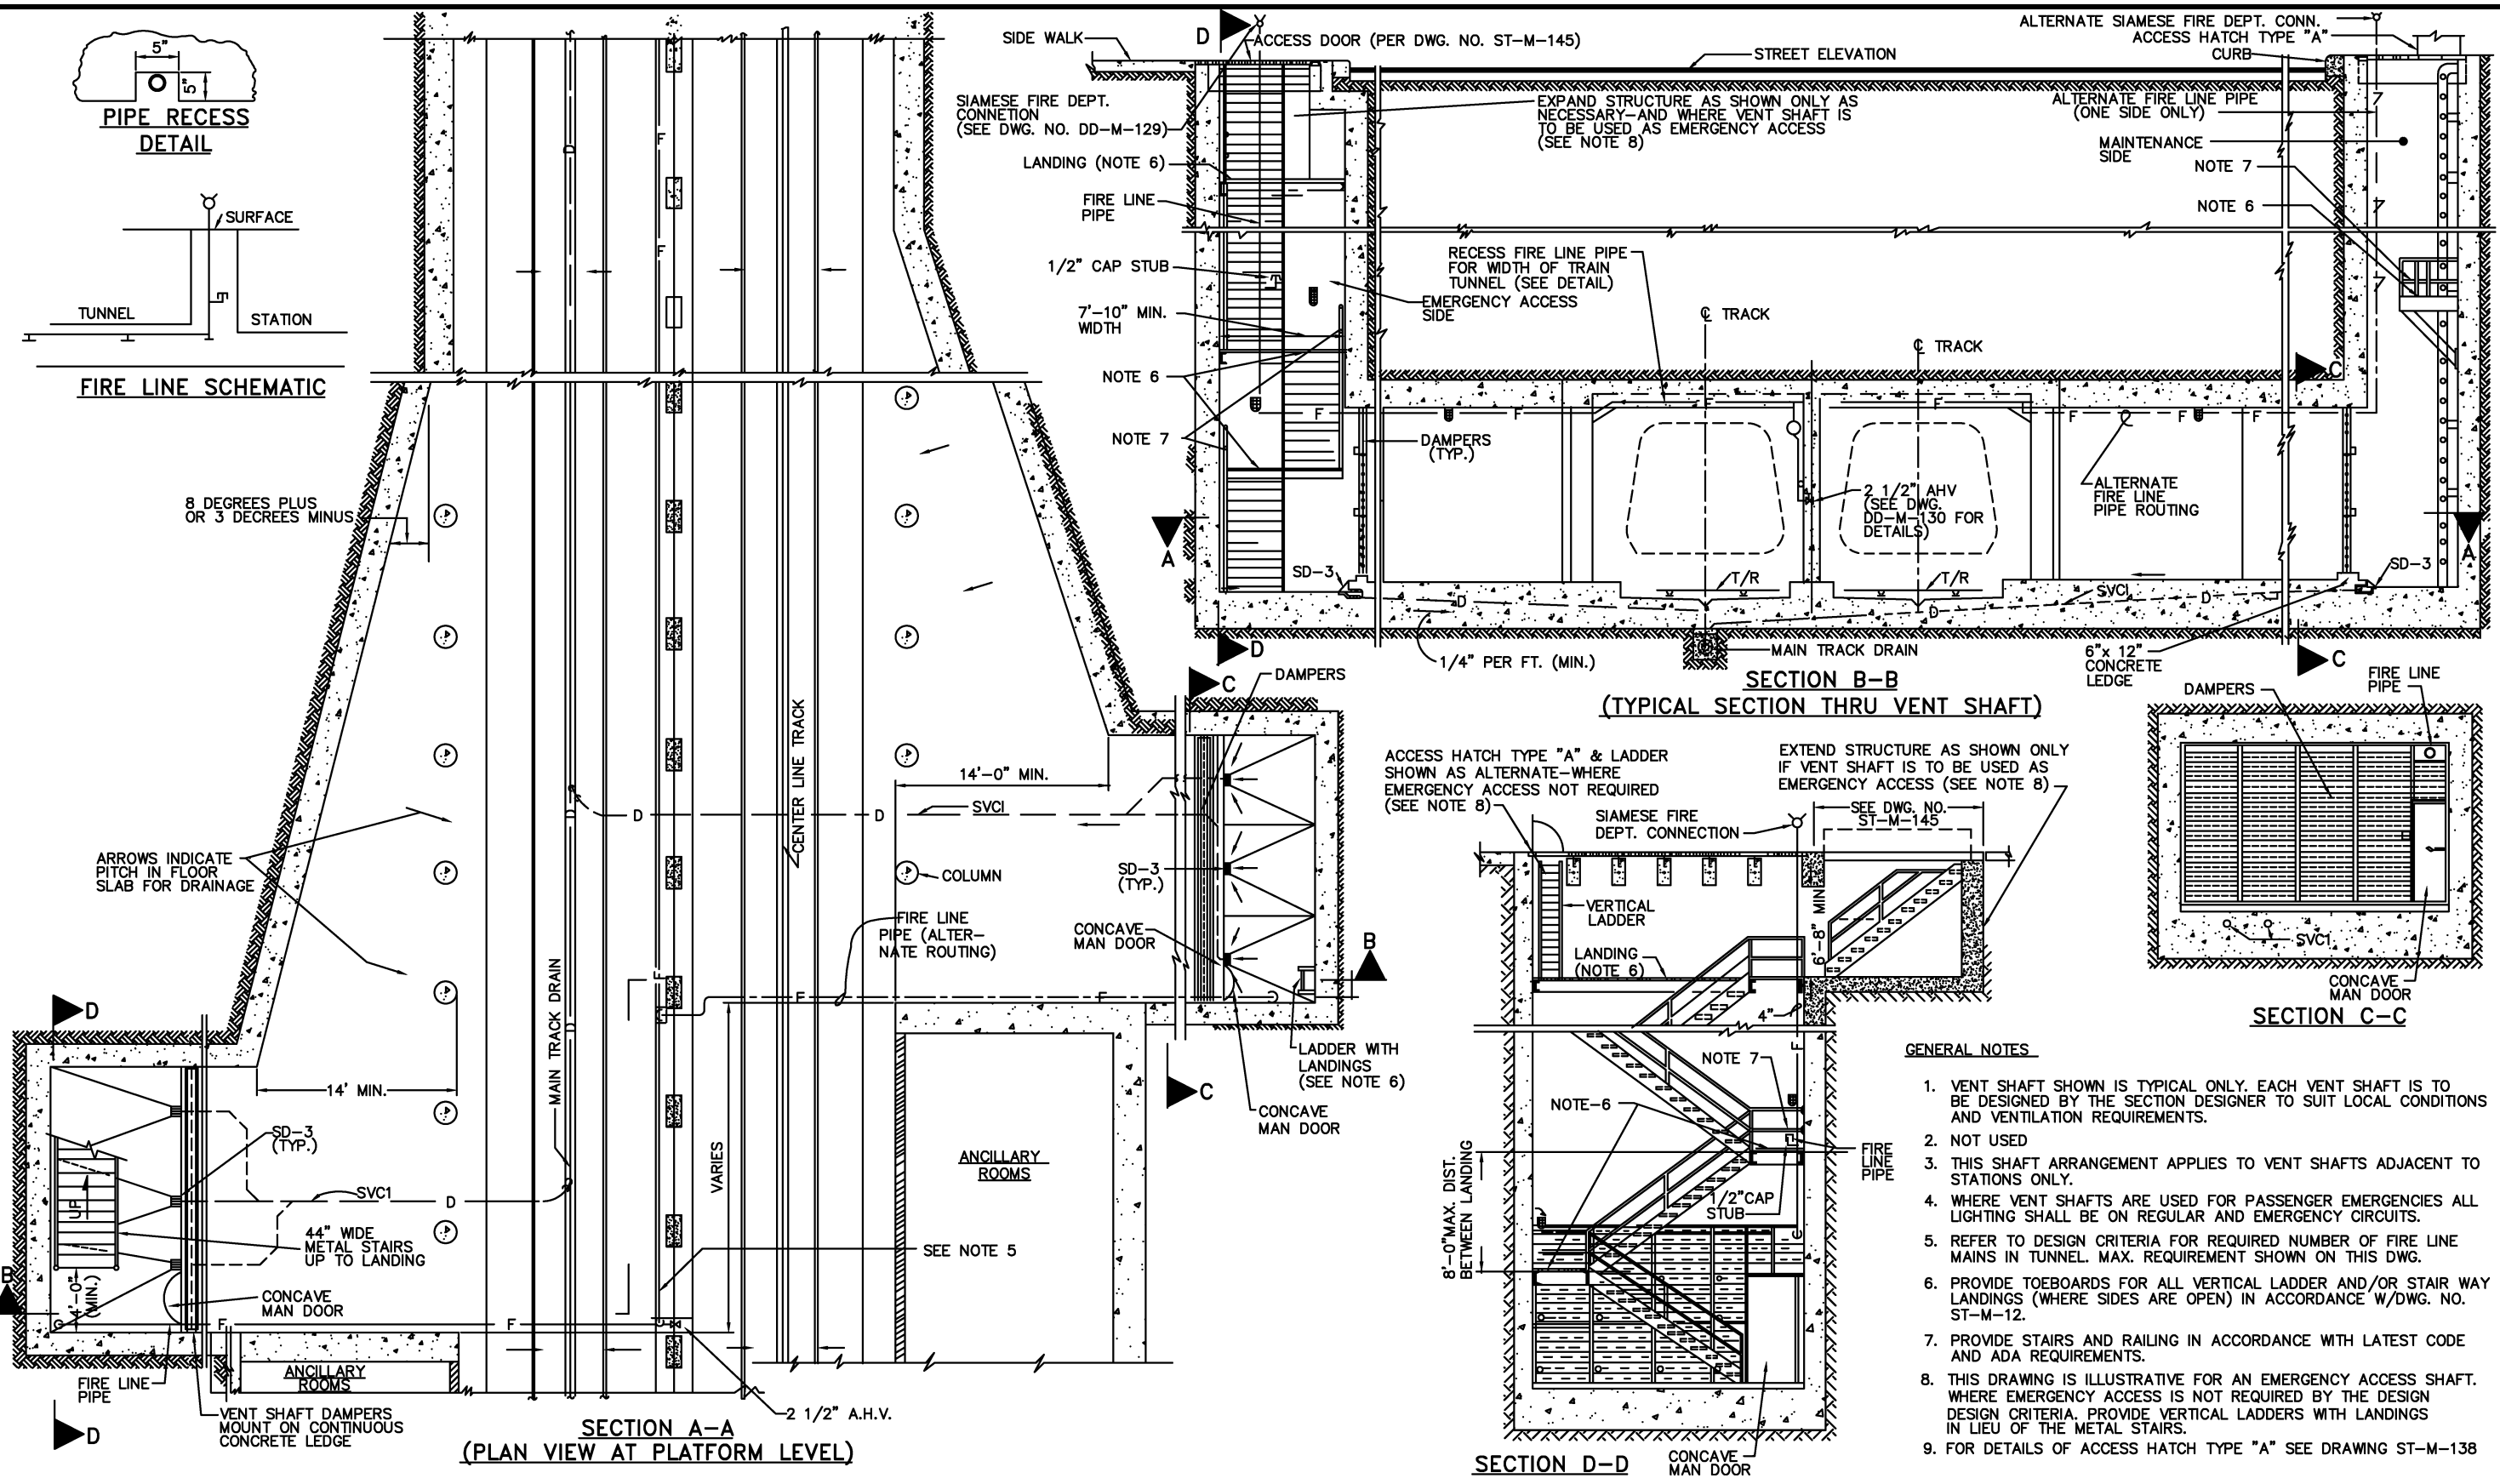 5"
5"
PIPE RECESS
DETAIL
SURFACE
TUNNEL
STATION
FIRE LINE SCHEMATIC
D
F
F
F
8 DEGREES PLUS
OR 3 DECREES MINUS
ARROWS INDICATE
PITCH IN FLOOR
SLAB FOR DRAINAGE
14'-0" MIN.
CENTER LINE TRACK
D
D
D
SVCI
COLUMN
FIRE LINE
PIPE (ALTER-
NATE ROUTING)
F
F
F
MAIN TRACK DRAIN
D
DAMPERS
C
SD-3
(TYP.)
CONCAVE
MAN DOOR
B
LADDER WITH
LANDINGS
(SEE NOTE 6)
C
CONCAVE
MAN DOOR
D
14' MIN.
SD-3
(TYP.)
SVC1
D
UP
44" WIDE
METAL STAIRS
UP TO LANDING
4'-0"
(MIN.)
CONCAVE
MAN DOOR
B
F
F
VARIES
SEE NOTE 5
ANCILLARY
ROOMS
ANCILLARY
ROOMS
FIRE LINE
PIPE
VENT SHAFT DAMPERS
MOUNT ON CONTINUOUS
CONCRETE LEDGE
D
2 1/2" A.H.V.
SECTION A-A
(PLAN VIEW AT PLATFORM LEVEL)
SIDE WALK
D
ACCESS DOOR (PER DWG. NO. ST-M-145)
STREET ELEVATION
ALTERNATE SIAMESE FIRE DEPT. CONN.
ACCESS HATCH TYPE "A"
CURB
SIAMESE FIRE DEPT.
CONNETION
(SEE DWG. NO. DD-M-129)
EXPAND STRUCTURE AS SHOWN ONLY AS
NECESSARY-AND WHERE VENT SHAFT IS
TO BE USED AS EMERGENCY ACCESS
(SEE NOTE 8)
ALTERNATE FIRE LINE PIPE
(ONE SIDE ONLY)
MAINTENANCE
SIDE
LANDING (NOTE 6)
NOTE 7
FIRE LINE
PIPE
NOTE 6
1/2" CAP STUB
RECESS FIRE LINE PIPE
FOR WIDTH OF TRAIN
TUNNEL (SEE DETAIL)
EMERGENCY ACCESS
SIDE
7'-10" MIN.
WIDTH
℄ TRACK
℄ TRACK
NOTE 6
C
NOTE 7
F
F
F
F
F
F
F
DAMPERS
(TYP.)
2 1/2" AHV
(SEE DWG.
DD-M-130 FOR
DETAILS)
ALTERNATE
FIRE LINE
PIPE ROUTING
A
A
SD-3
T/R
T/R
SD-3
D
SVCI
D
D
D
1/4" PER FT. (MIN.)
MAIN TRACK DRAIN
6"x 12"
CONCRETE
LEDGE
C
SECTION B-B
(TYPICAL SECTION THRU VENT SHAFT)
ACCESS HATCH TYPE "A" & LADDER
SHOWN AS ALTERNATE-WHERE
EMERGENCY ACCESS NOT REQUIRED
(SEE NOTE 8)
EXTEND STRUCTURE AS SHOWN ONLY
IF VENT SHAFT IS TO BE USED AS
EMERGENCY ACCESS (SEE NOTE 8)
SIAMESE FIRE
DEPT. CONNECTION
SEE DWG. NO.
ST-M-145
VERTICAL
LADDER
6'-8" MIN
LANDING
(NOTE 6)
4"
F
NOTE 7
NOTE-6
FIRE
LINE
PIPE
8'-0"MAX. DIST.
BETWEEN LANDING
1/2"CAP
STUB
SECTION D-D
CONCAVE
MAN DOOR
DAMPERS
FIRE LINE
PIPE
SVC1
CONCAVE
MAN DOOR
SECTION C-C
GENERAL NOTES
1. VENT SHAFT SHOWN IS TYPICAL ONLY. EACH VENT SHAFT IS TO
BE DESIGNED BY THE SECTION DESIGNER TO SUIT LOCAL CONDITIONS
AND VENTILATION REQUIREMENTS.
2. NOT USED
3. THIS SHAFT ARRANGEMENT APPLIES TO VENT SHAFTS ADJACENT TO
STATIONS ONLY.
4. WHERE VENT SHAFTS ARE USED FOR PASSENGER EMERGENCIES ALL
LIGHTING SHALL BE ON REGULAR AND EMERGENCY CIRCUITS.
5. REFER TO DESIGN CRITERIA FOR REQUIRED NUMBER OF FIRE LINE
MAINS IN TUNNEL. MAX. REQUIREMENT SHOWN ON THIS DWG.
6. PROVIDE TOEBOARDS FOR ALL VERTICAL LADDER AND/OR STAIR WAY
LANDINGS (WHERE SIDES ARE OPEN) IN ACCORDANCE W/DWG. NO.
ST-M-12.
7. PROVIDE STAIRS AND RAILING IN ACCORDANCE WITH LATEST CODE
AND ADA REQUIREMENTS.
8. THIS DRAWING IS ILLUSTRATIVE FOR AN EMERGENCY ACCESS SHAFT.
WHERE EMERGENCY ACCESS IS NOT REQUIRED BY THE DESIGN
DESIGN CRITERIA. PROVIDE VERTICAL LADDERS WITH LANDINGS
IN LIEU OF THE METAL STAIRS.
9. FOR DETAILS OF ACCESS HATCH TYPE "A" SEE DRAWING ST-M-138